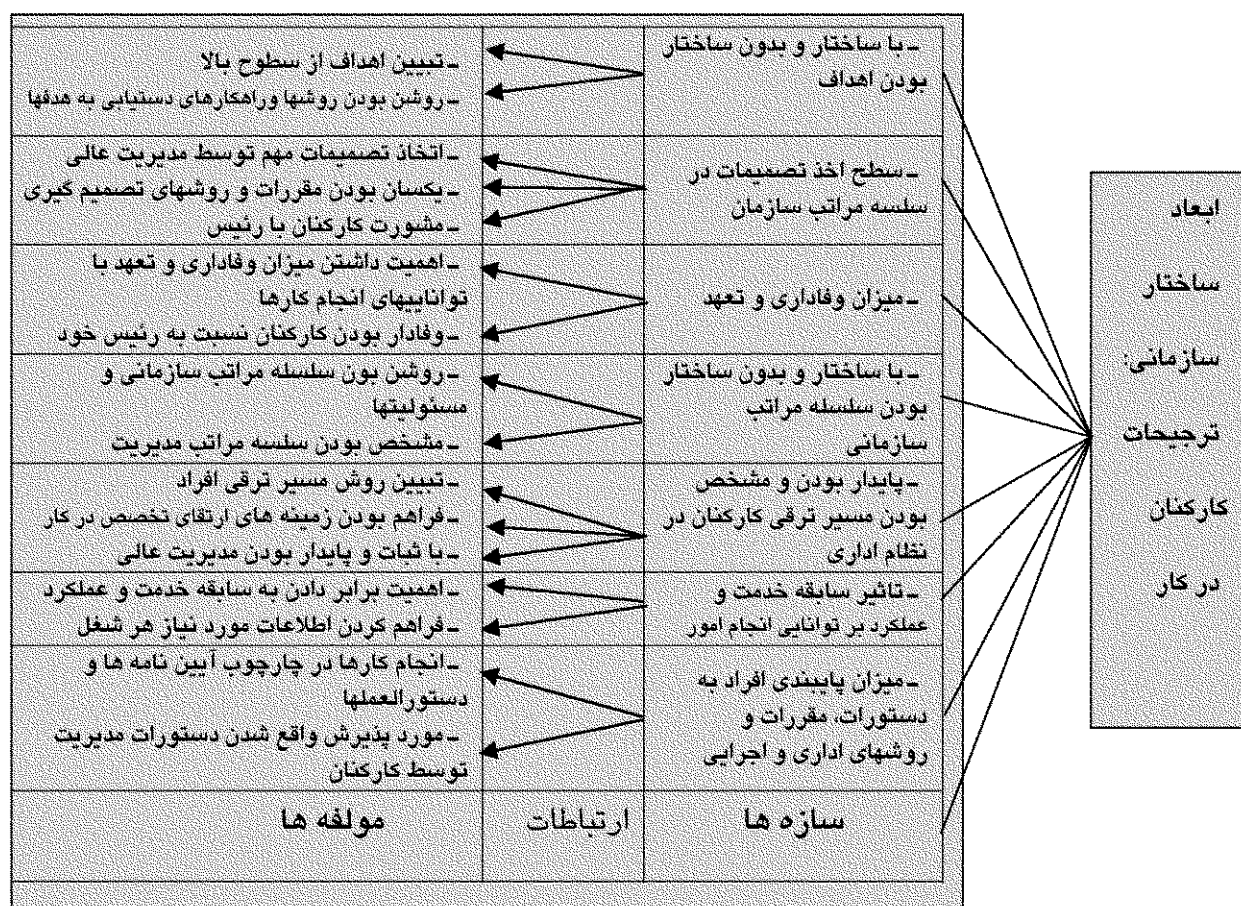 ابعاد
ساختار
سازمانی:
ترجیحات
کارکنان
در کار
ـ با ساختار و بدون ساختار
بودن اهداف
ـ تبیین اهداف از سطوح بالا
ـ روشن بودن روشها وراهکارهای دستیابی به هدفها
ـ سطح اخذ تصمیمات در
سلسه مراتب سازمان
ـ اتخاذ تصمیمات مهم توسط مدیریت عالی
ـ یکسان بودن مقررات و روشهای تصمیم گیری
ـ مشورت کارکنان با رئیس
ـ میزان وفاداری و تعهد
ـ اهمیت داشتن میزان وفاداری و تعهد با
تواناییهای انجام کارها
ـ وفادار بودن کارکنان نسبت به رئیس خود
ـ با ساختار و بدون ساختار
بودن سلسله مراتب
سازمانی
ـ روشن بون سلسله مراتب سازمانی و
مسئولیتها
ـ مشخص بودن سلسه مراتب مدیریت
ـ پایدار بودن و مشخص
بودن مسیر ترقی کارکنان در
نظام اداری
ـ تبیین روش مسیر ترقی افراد
ـ فراهم بودن زمینه های ارتقای تخصص در کار
ـ با ثبات و پایدار بودن مدیریت عالی
ـ تاثیر سابقه خدمت و
عملکرد بر توانایی انجام امور
ـ اهمیت برابر دادن به سابقه خدمت و عملکرد
ـ فراهم کردن اطلاعات مورد نیاز هر شغل
ـ میزان پایبندی افراد به
دستورات، مقررات و
روشهای اداری و اجرایی
ـ انجام کارها در چارچوب آیین نامه ها و
دستورالعملها
ـ مورد پذیرش واقع شدن دستورات مدیریت
توسط کارکنان
سازه ها
ارتباطات
مولفه ها